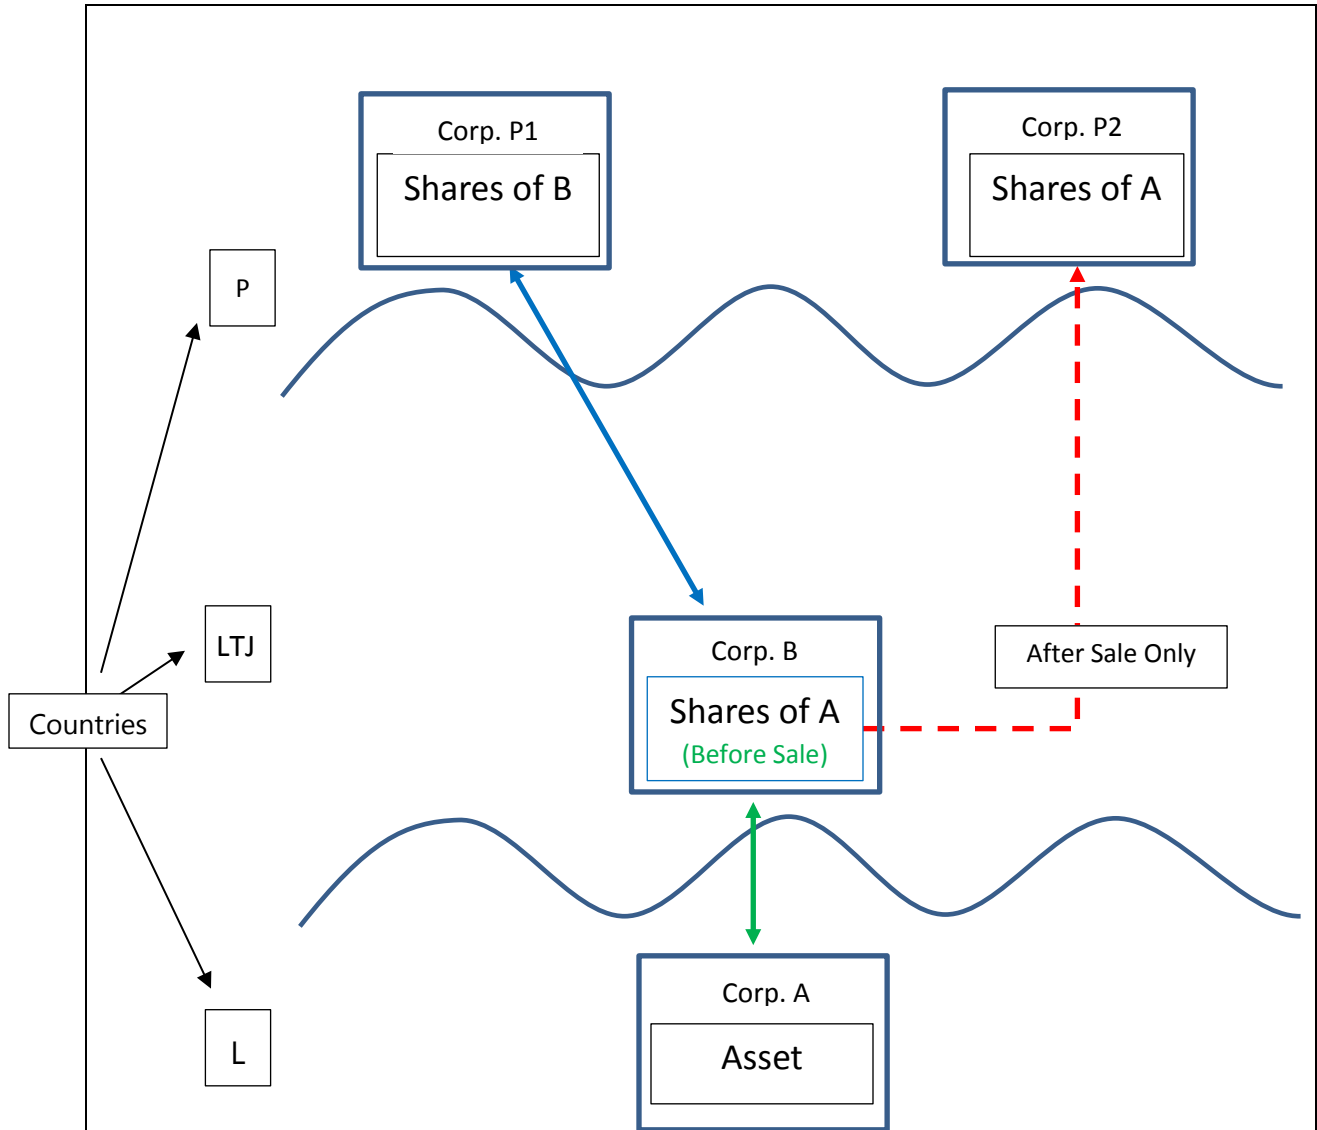 Corp. P1
Shares of B
Corp. P2
Shares of A
P
LTJ
Countries
L
Corp. B
Shares of A
(Before Sale)
After Sale Only
Corp. A
Asset